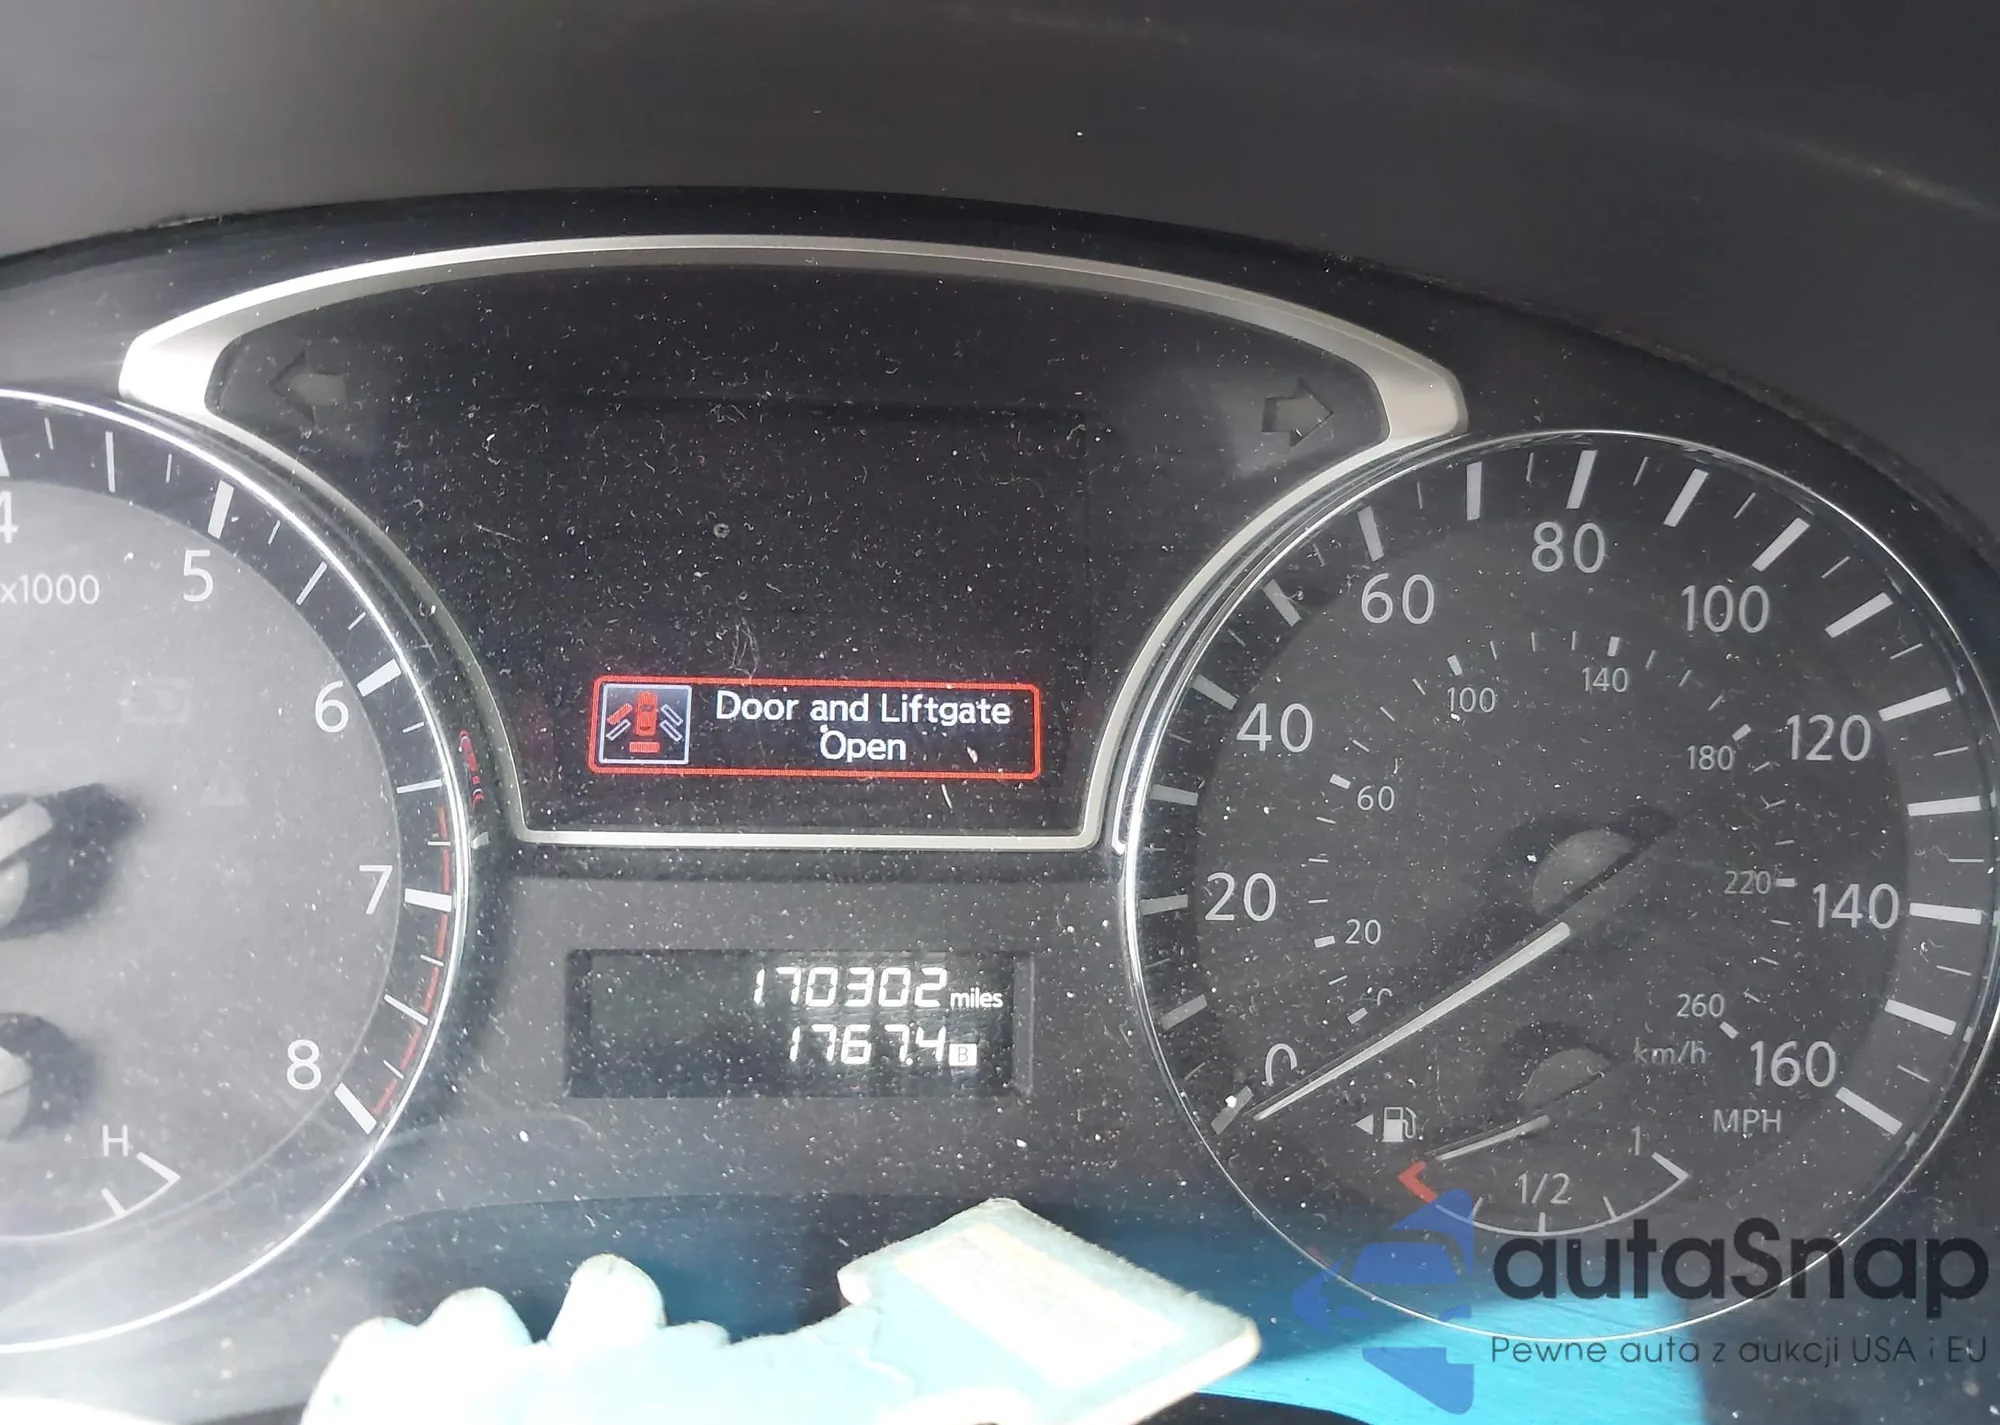 4
x1000
5
6
7
8
H
Door and Liftgate
Open
170302 miles
1767.4 B
0
20
40
60
80
100
120
140
160
MPH
20
60
100
140
180
220
260
km/h
1/2
1
autaSnap
Pewne auta z aukcji USA i EU